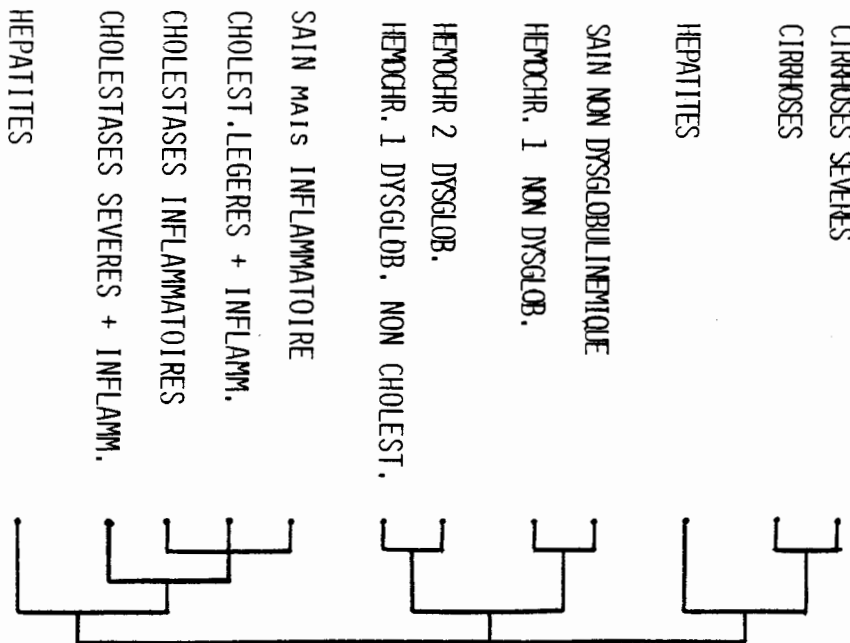 CIRRHOSES SEVERES
CIRRHOSES
HEPATITES
SAIN NON DYSGLOBULINEMIQUE
HEMOCHR. 1 NON DYSGLOB.
HEMOCHR 2 DYSGLOB.
HEMOCHR. 1 DYSGLOB. NON CHOLEST.
SAIN MAIS INFLAMMATOIRE
CHOLEST.LEGERES + INFLAMM.
CHOLESTASES INFLAMMATOIRES
CHOLESTASES SEVERES + INFLAMM.
HEPATITES